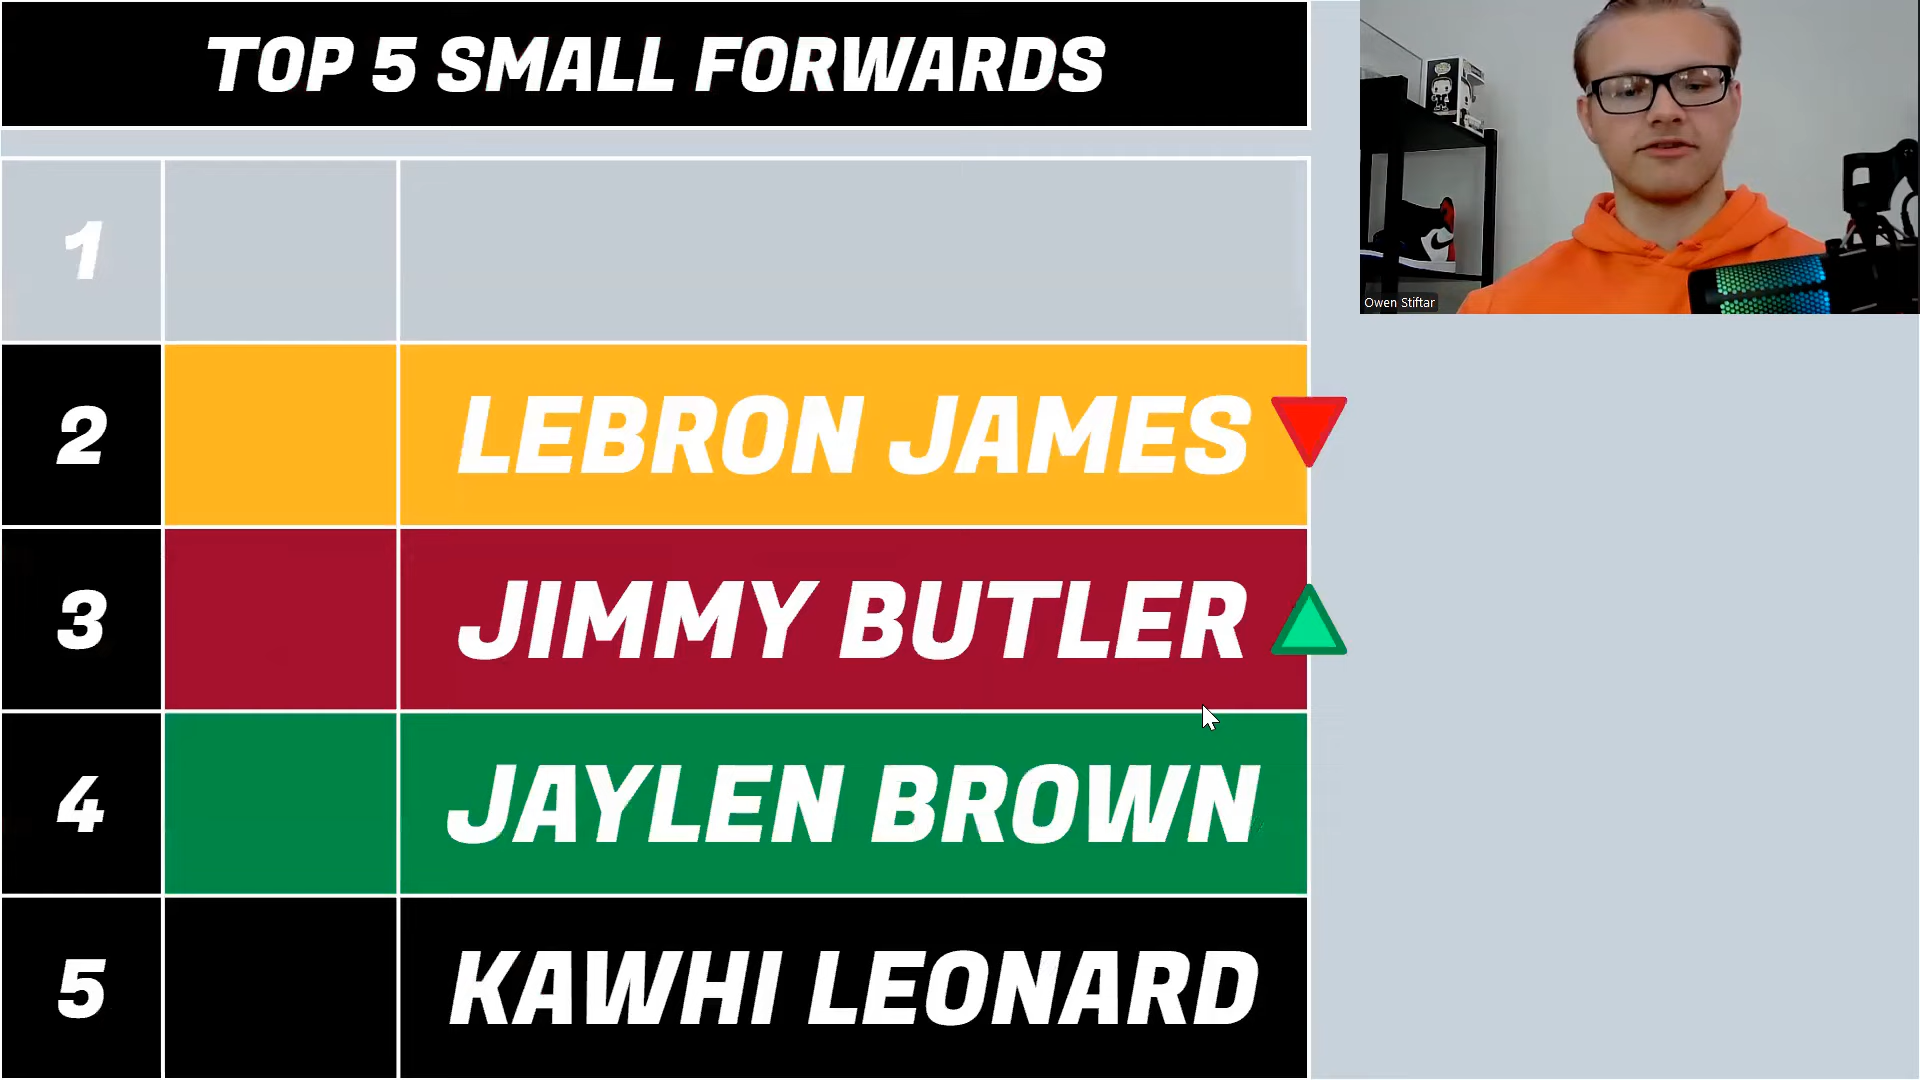 TOP 5 SMALL FORWARDS
1
2 LEBRON JAMES
3 JIMMY BUTLER
4 JAYLEN BROWN
5 KAWHI LEONARD
Owen Stiftar